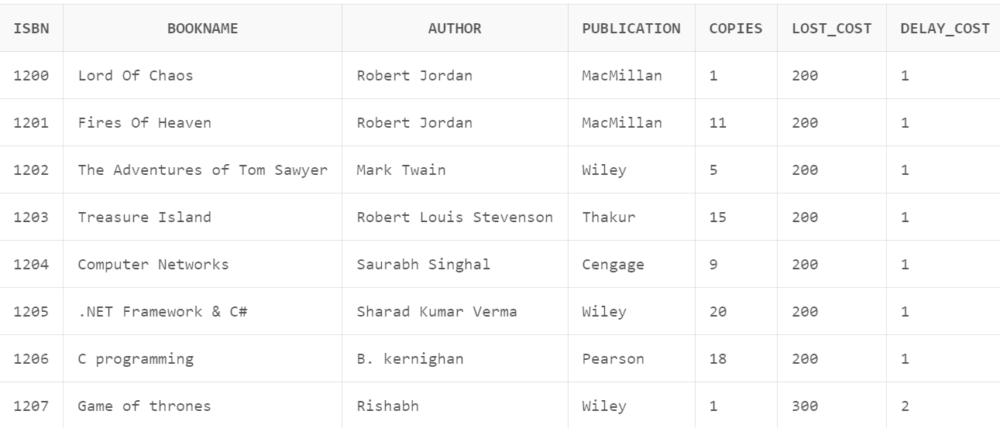 ISBN BOOKNAME AUTHOR PUBLICATION COPIES LOST_COST DELAY_COST
1200 Lord Of Chaos Robert Jordan MacMillan 1 200 1
1201 Fires Of Heaven Robert Jordan MacMillan 11 200 1
1202 The Adventures of Tom Sawyer Mark Twain Wiley 5 200 1
1203 Treasure Island Robert Louis Stevenson Thakur 15 200 1
1204 Computer Networks Saurabh Singhal Cengage 9 200 1
1205 .NET Framework & C# Sharad Kumar Verma Wiley 20 200 1
1206 C programming B. kernighan Pearson 18 200 1
1207 Game of thrones Rishabh Wiley 1 300 2